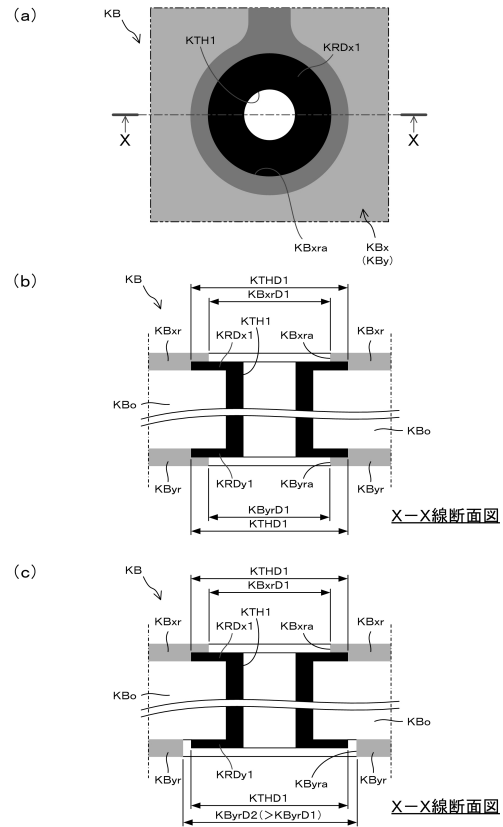 (a)
KB
KTH1
KRDx1
X
X
KBxra
KBx
(KBy)
(b)
KB
KTHD1
KBxrD1
KTH1
KBxr
KRDx1
KBxra
KBxr
KBo
KBo
KByr
KRDy1
KByra
KByr
KByrD1
KTHD1
X－X線断面図
(c)
KB
KTHD1
KBxrD1
KTH1
KBxr
KRDx1
KBxra
KBxr
KBo
KBo
KByr
KRDy1
KByra
KByr
KTHD1
KByrD2(>KByrD1)
X－X線断面図